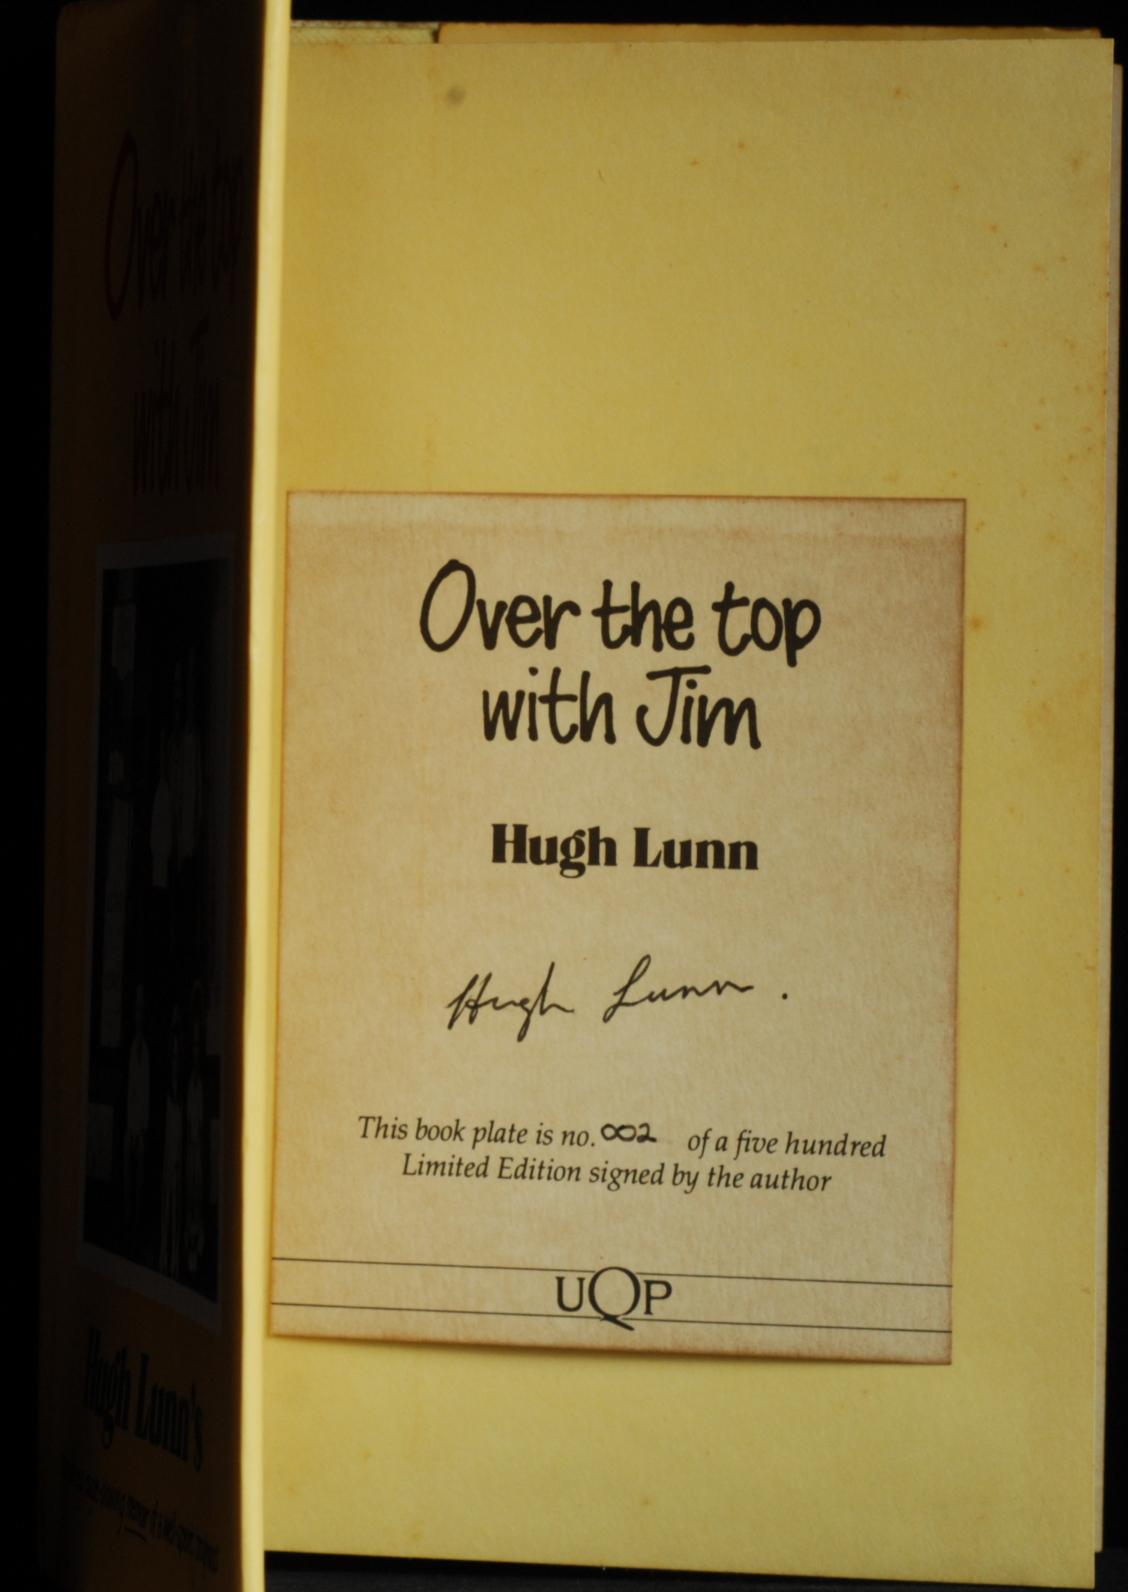 Over the top
with Jim
Hugh Lunn's
Over the top
with Jim
Hugh Lunn
Hugh Lunn.
This book plate is no. 002 of a five hundred
Limited Edition signed by the author
UQP